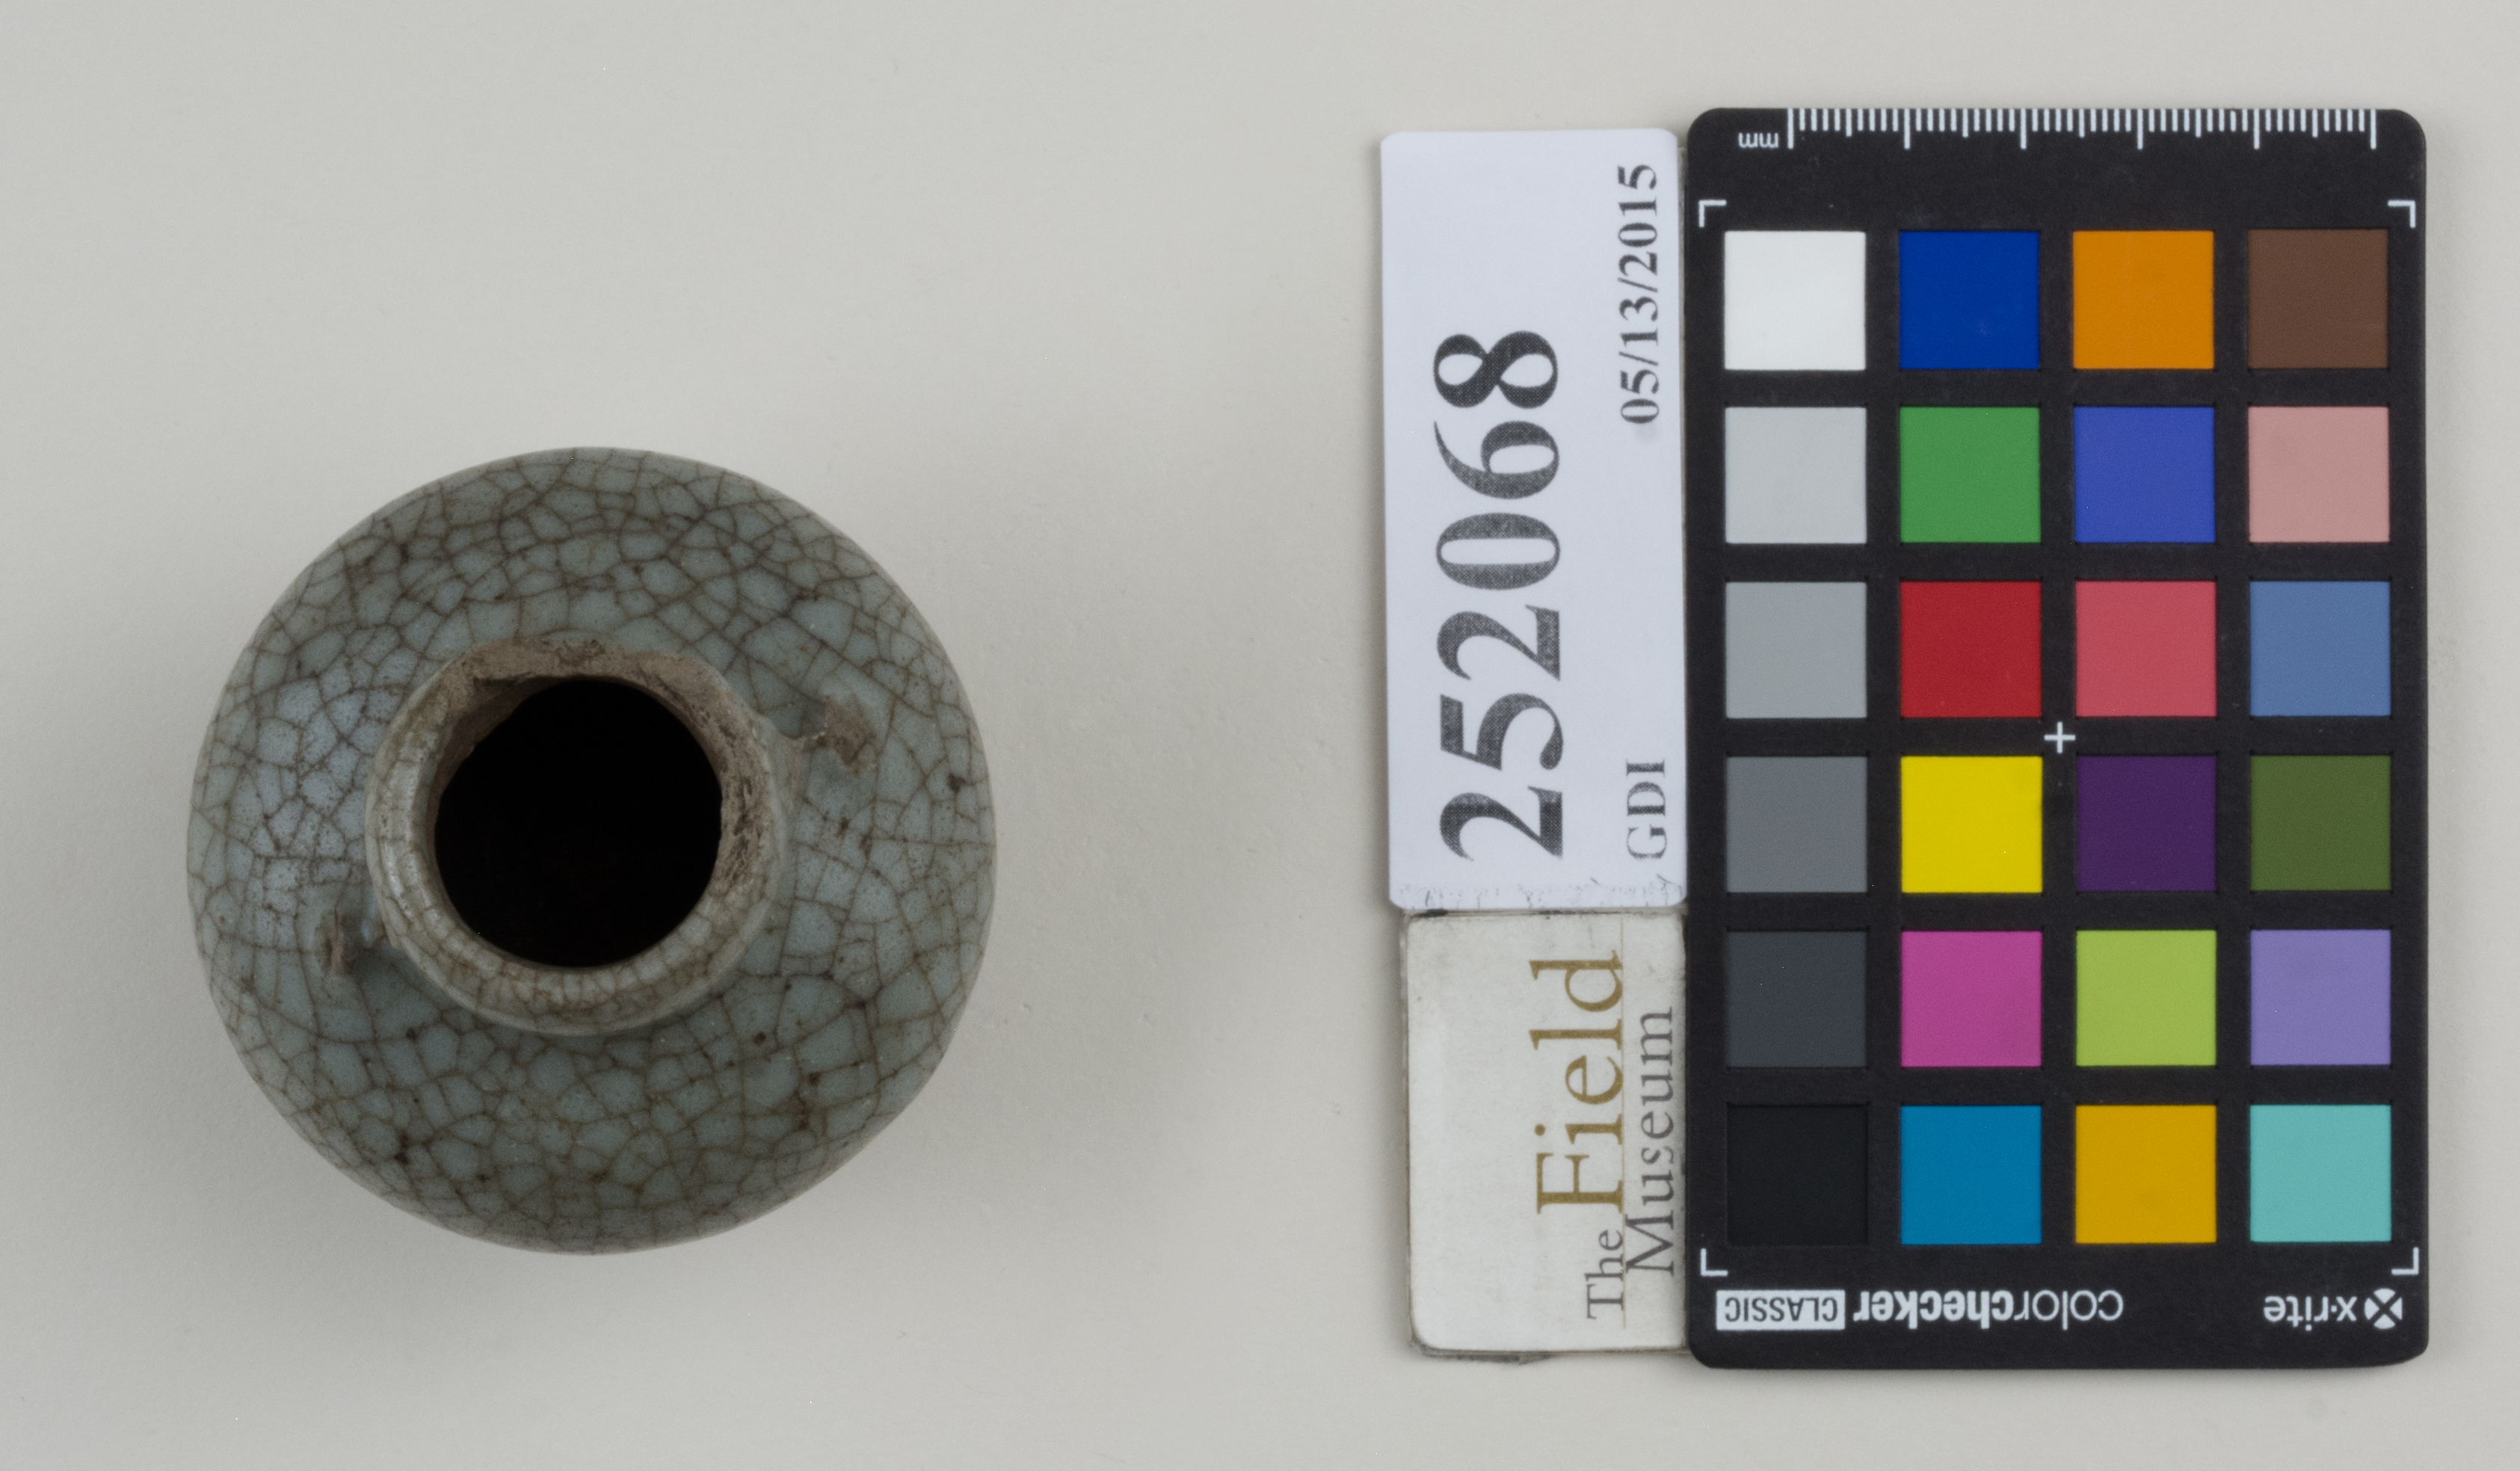 252068
GDI 05/13/2015
The Field
Museum
mm
x-rite
colorchecker CLASSIC